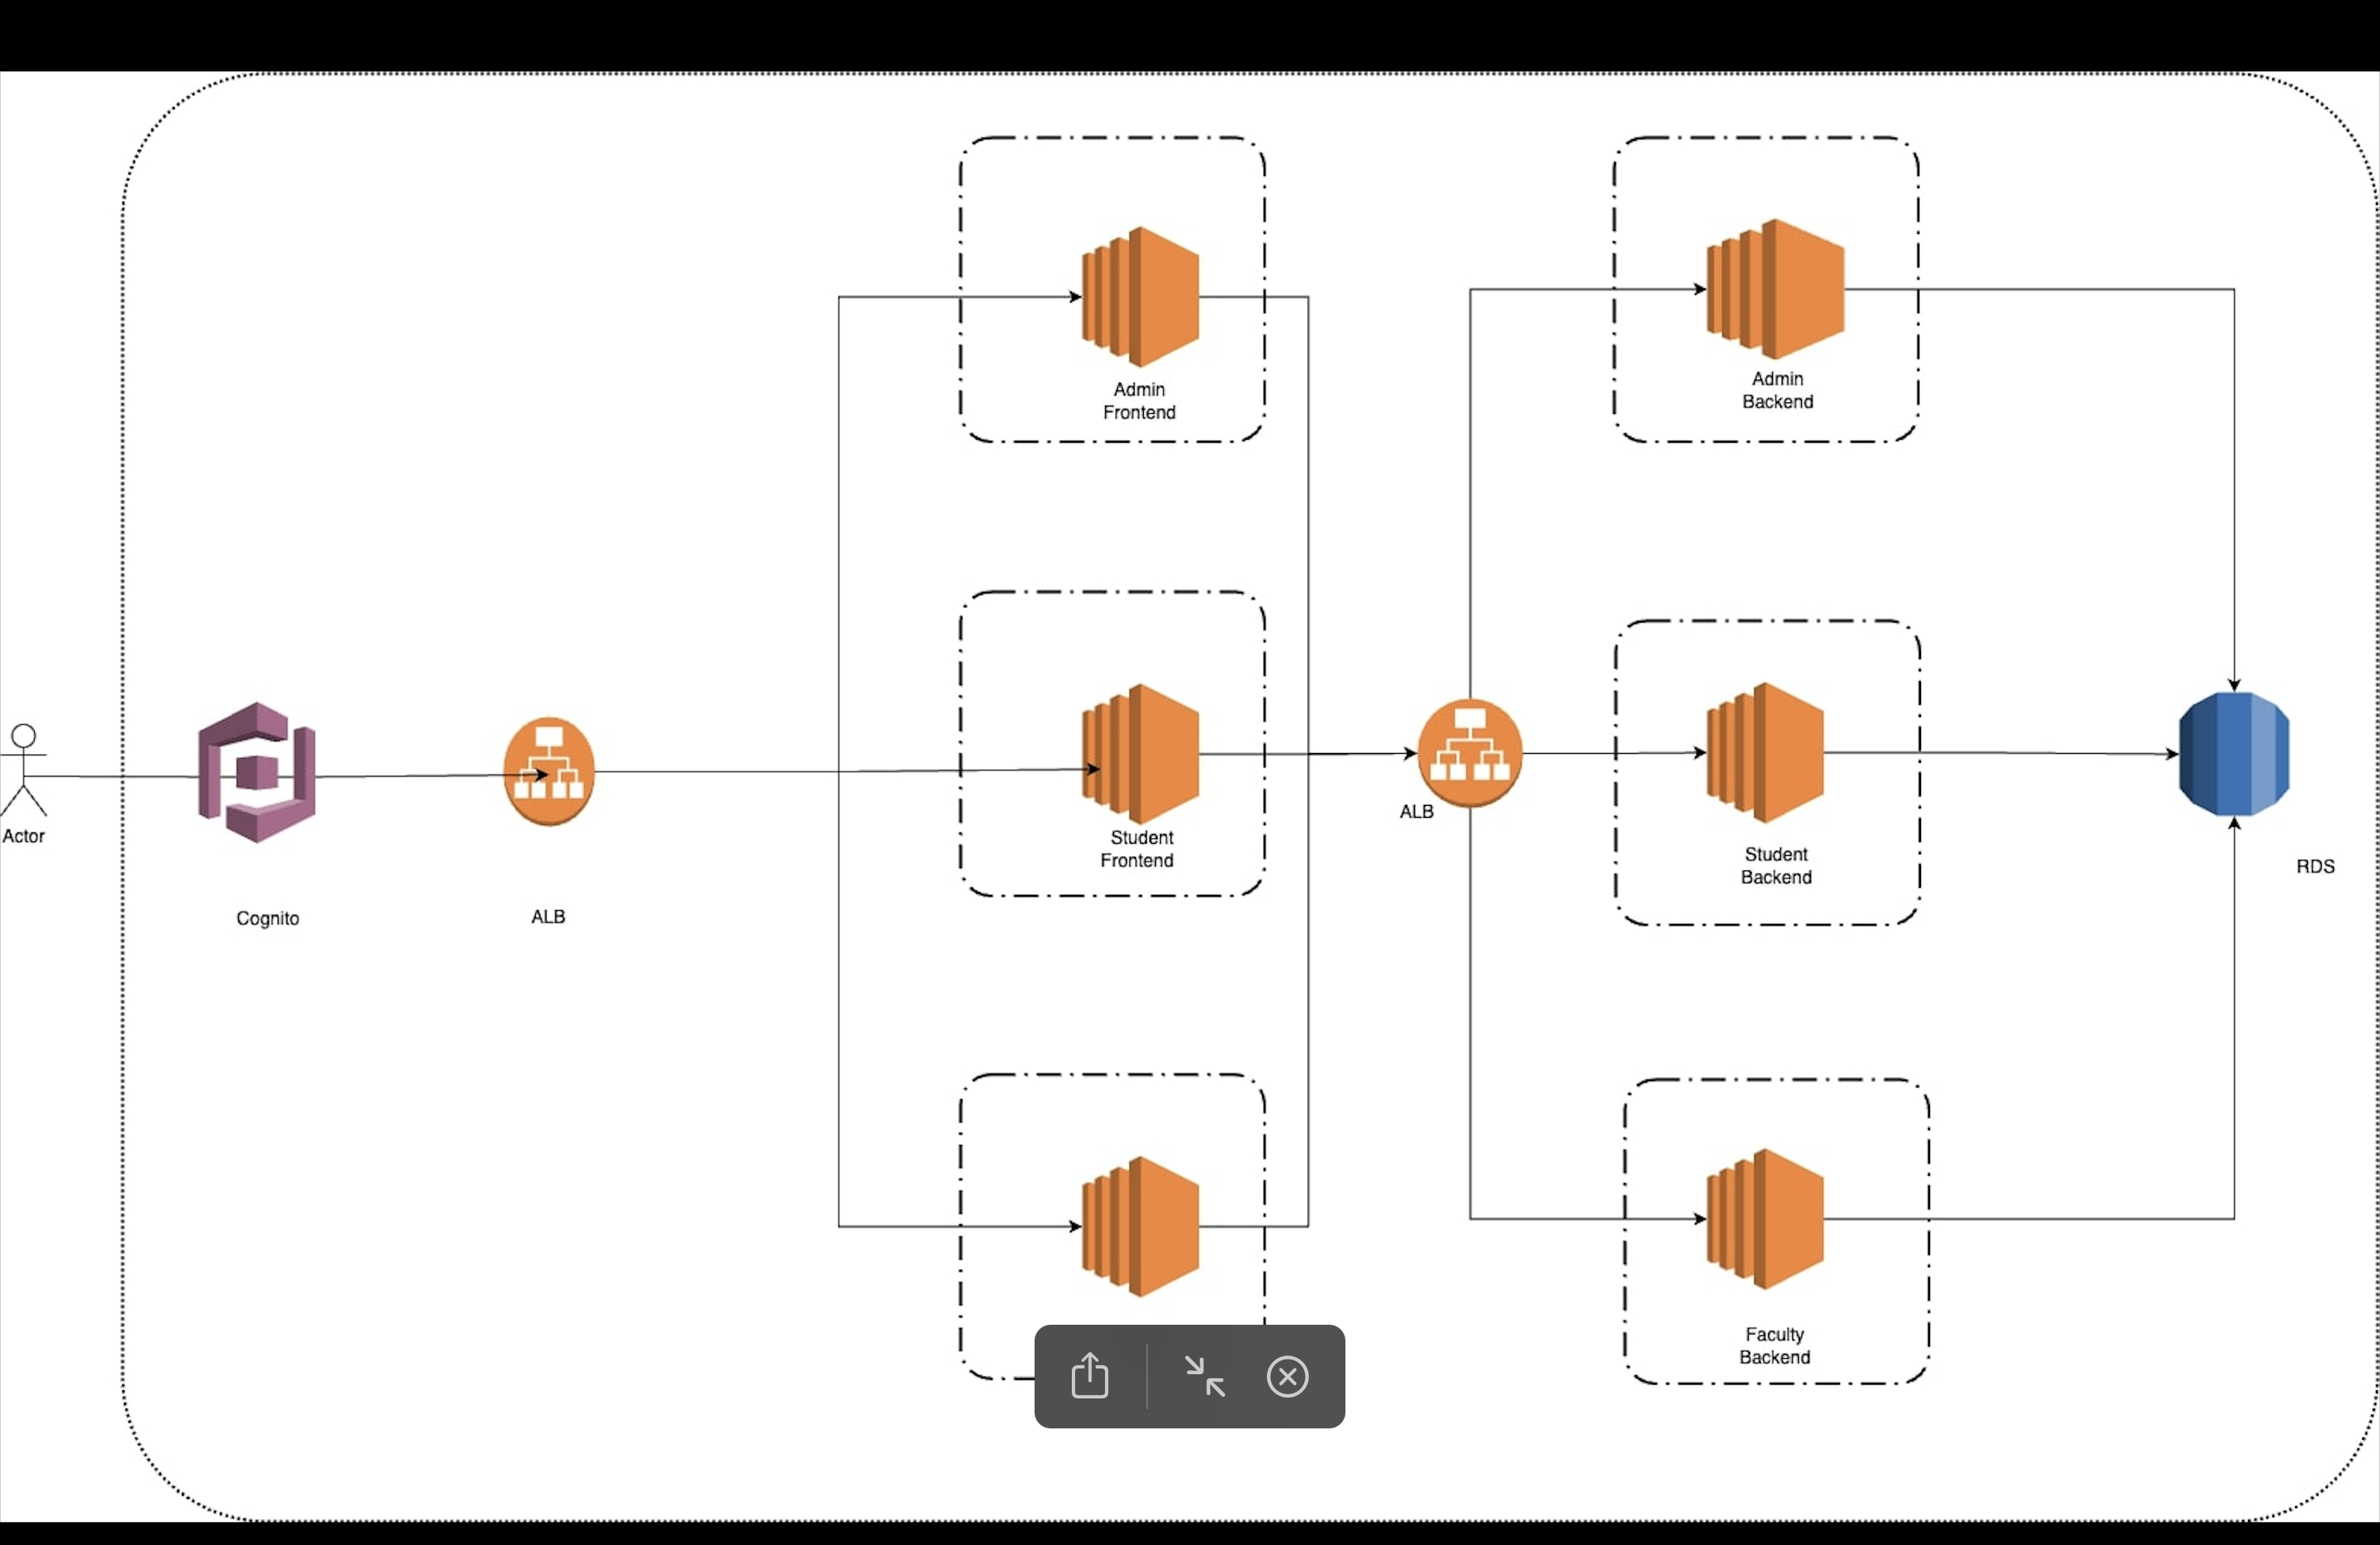 Admin
Frontend
Admin
Backend
Actor
Cognito
ALB
Student
Frontend
ALB
Student
Backend
RDS
Faculty
Backend